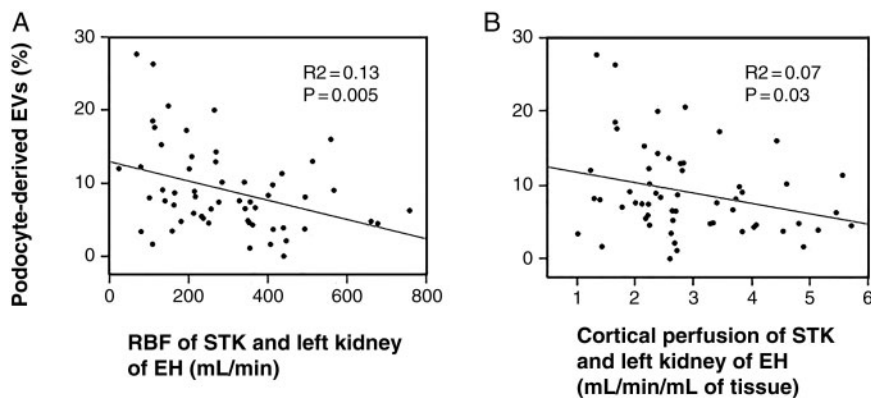 A
B
Podocyte-derived EVs (%)
30
20
10
0
R2=0.13
P=0.005
0
200
400
600
800
RBF of STK and left kidney
of EH (mL/min)
30
20
10
0
R2=0.07
P=0.03
1
2
3
4
5
6
Cortical perfusion of STK
and left kidney of EH
(mL/min/mL of tissue)